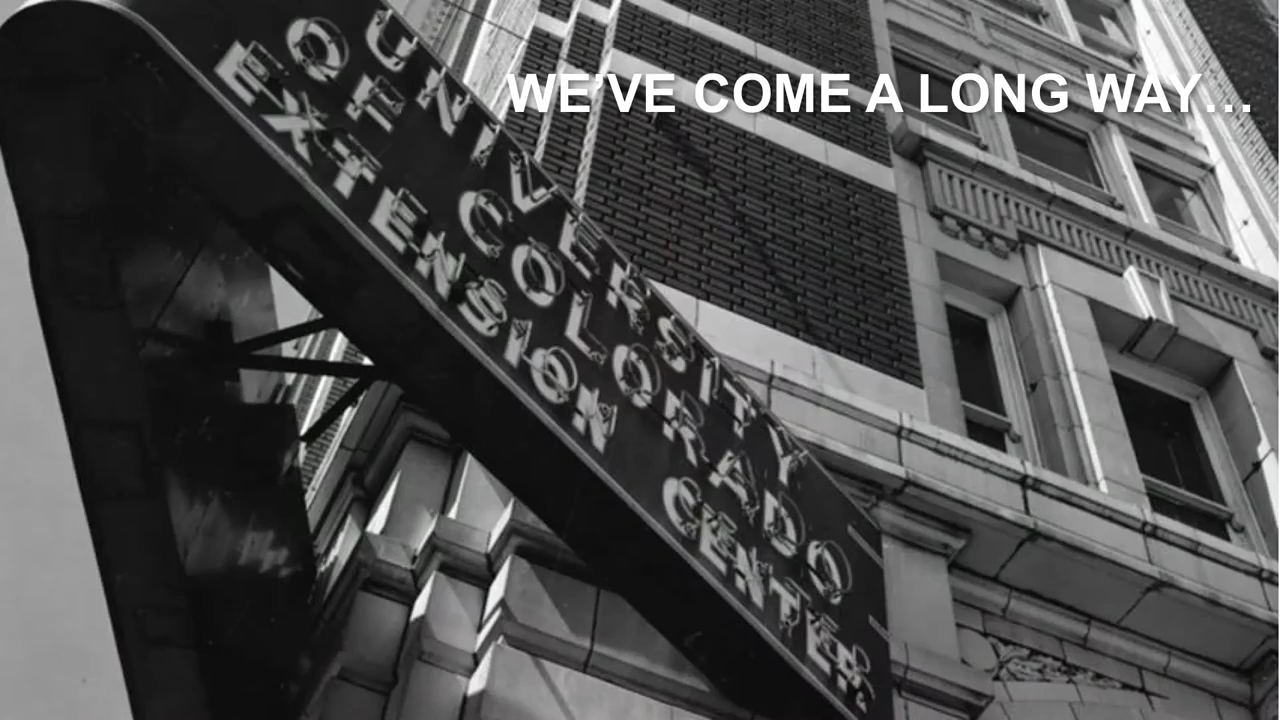 WE'VE COME A LONG WAY…
UNIVERSITY
OF COLORADO
EXTENSION CENTER